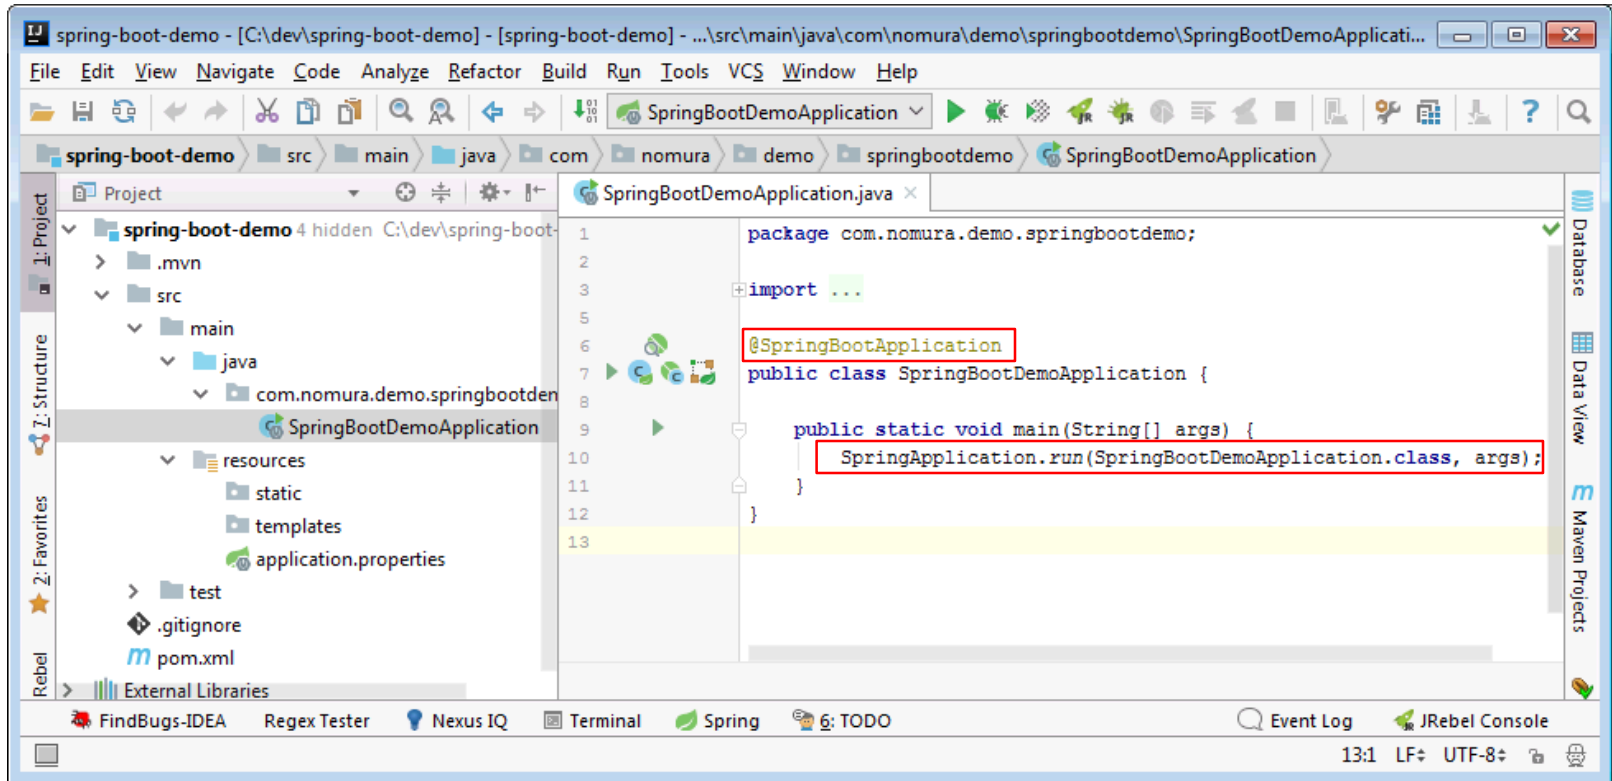 spring-boot-demo - [C:\dev\spring-boot-demo] - [spring-boot-demo] - ...\src\main\java\com\nomura\demo\springbootdemo\SpringBootDemoApplicati...
File Edit View Navigate Code Analyze Refactor Build Run Tools VCS Window Help
SpringBootDemoApplication
spring-boot-demo src main java com nomura demo springbootdemo SpringBootDemoApplication
1: Project
7: Structure
2: Favorites
Rebel
Project
spring-boot-demo 4 hidden C:\dev\spring-boot-
.mvn
src
main
java
com.nomura.demo.springbootden
SpringBootDemoApplication
resources
static
templates
application.properties
test
.gitignore
pom.xml
External Libraries
SpringBootDemoApplication.java
1 package com.nomura.demo.springbootdemo;
2
3 import ...
5
6 @SpringBootApplication
7 public class SpringBootDemoApplication {
8
9 public static void main(String[] args) {
10 SpringApplication.run(SpringBootDemoApplication.class, args);
11 }
12 }
13
Database
Data View
Maven Projects
FindBugs-IDEA Regex Tester Nexus IQ Terminal Spring 6: TODO Event Log JRebel Console
13:1 LF UTF-8